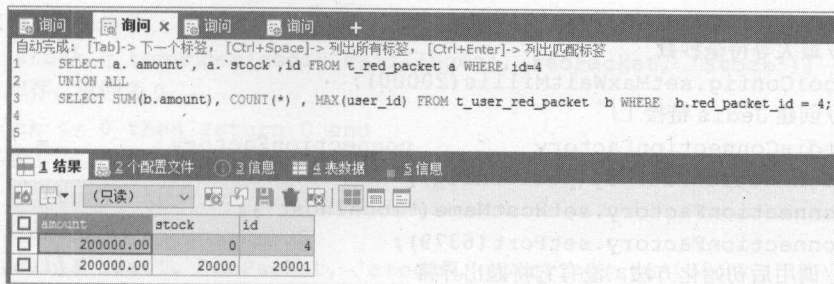 询问 询问 × 询问 询问 +
自动完成： [Tab]-> 下一个标签， [Ctrl+Space]-> 列出所有标签， [Ctrl+Enter]-> 列出匹配标签
1 SELECT a.`amount`, a.`stock`,id FROM t_red_packet a WHERE id=4
2 UNION ALL
3 SELECT SUM(b.amount), COUNT(*) , MAX(user_id) FROM t_user_red_packet b WHERE b.red_packet_id = 4;
4
5
1 结果 2 个配置文件 3 信息 4 表数据 5 信息
(只读)
amount stock id
200000.00 0 4
200000.00 20000 20001